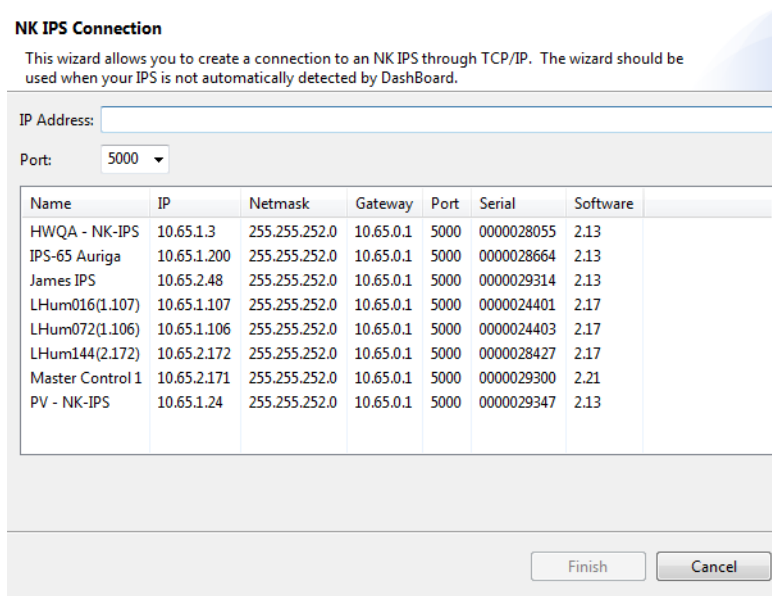 NK IPS Connection
This wizard allows you to create a connection to an NK IPS through TCP/IP.  The wizard should be
used when your IPS is not automatically detected by DashBoard.
IP Address:
Port: 5000
Name IP Netmask Gateway Port Serial Software
HWQA - NK-IPS 10.65.1.3 255.255.252.0 10.65.0.1 5000 0000028055 2.13
IPS-65 Auriga 10.65.1.200 255.255.252.0 10.65.0.1 5000 0000028664 2.13
James IPS 10.65.2.48 255.255.252.0 10.65.0.1 5000 0000029314 2.13
LHum016(1.107) 10.65.1.107 255.255.252.0 10.65.0.1 5000 0000024401 2.17
LHum072(1.106) 10.65.1.106 255.255.252.0 10.65.0.1 5000 0000024403 2.17
LHum144(2.172) 10.65.2.172 255.255.252.0 10.65.0.1 5000 0000028427 2.17
Master Control 1 10.65.2.171 255.255.252.0 10.65.0.1 5000 0000029300 2.21
PV - NK-IPS 10.65.1.24 255.255.252.0 10.65.0.1 5000 0000029347 2.13
Finish Cancel